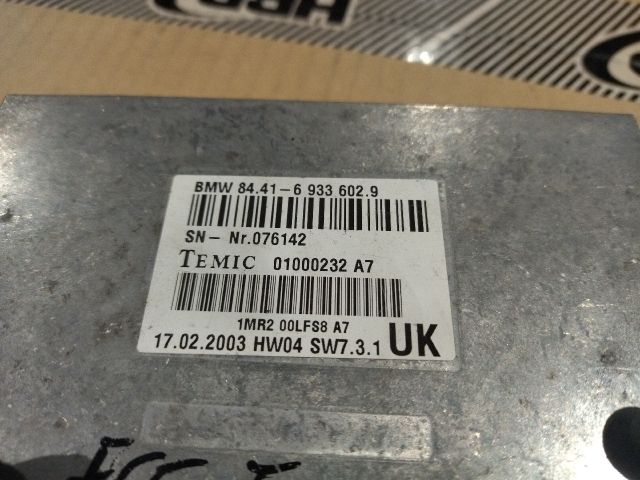 BMW 84.41-6 933 602.9
SN- Nr.076142
TEMIC 01000232 A7
1MR2 00LFS8 A7
17.02.2003 HW04 SW7.3.1 UK